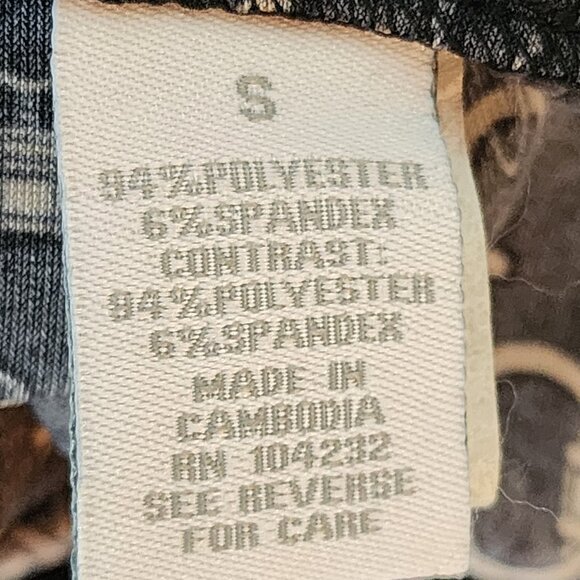 S
94%POLYESTER
6%SPANDEX
CONTRAST:
94%POLYESTER
6%SPANDEX
MADE IN
CAMBODIA
RN 104232
SEE REVERSE
FOR CARE